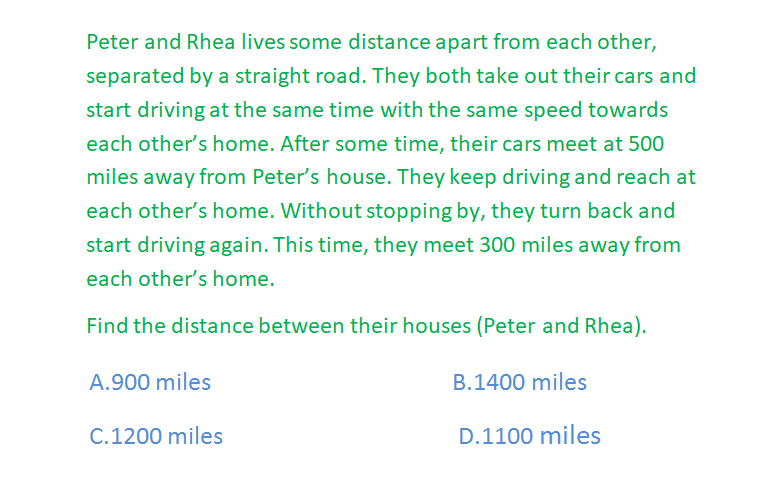 Peter and Rhea lives some distance apart from each other,
separated by a straight road. They both take out their cars and
start driving at the same time with the same speed towards
each other’s home. After some time, their cars meet at 500
miles away from Peter’s house. They keep driving and reach at
each other’s home. Without stopping by, they turn back and
start driving again. This time, they meet 300 miles away from
each other’s home.
Find the distance between their houses (Peter and Rhea).
A.900 miles
B.1400 miles
C.1200 miles
D.1100 miles